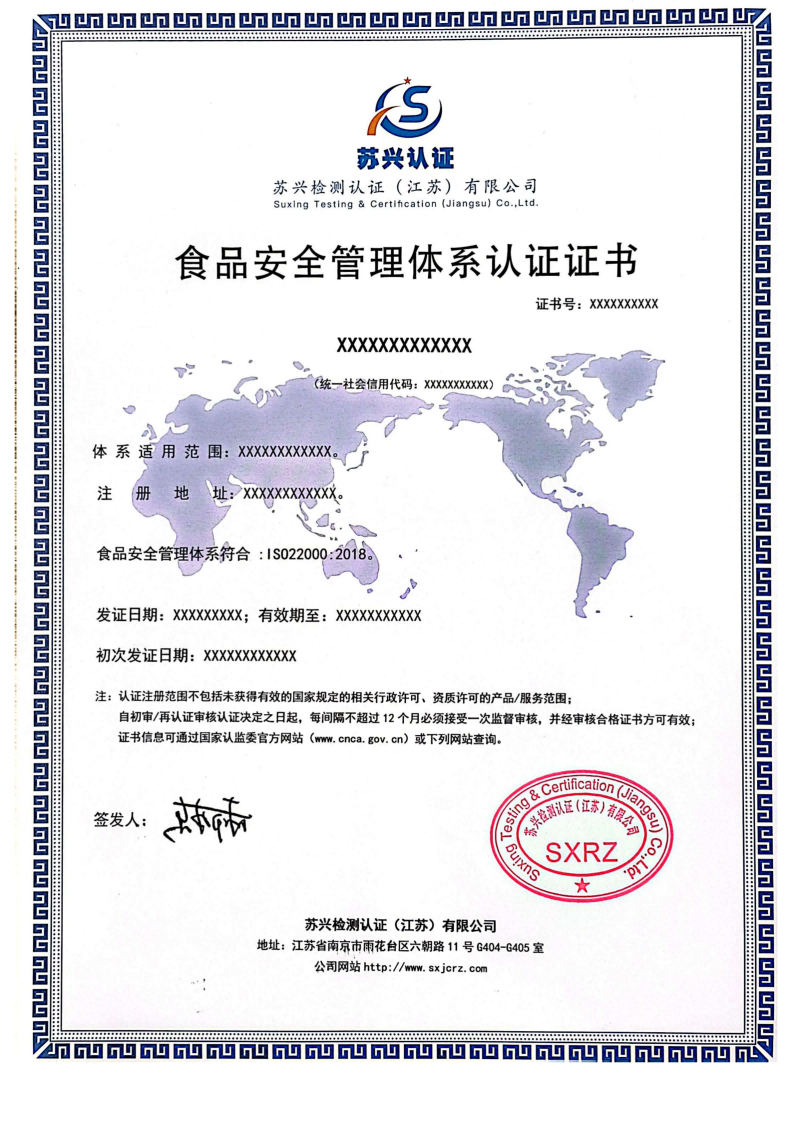 苏兴认证
苏兴检测认证（江苏）有限公司
Suxing Testing & Certification (Jiangsu) Co.,Ltd.
食品安全管理体系认证证书
证书号：XXXXXXXXXX
XXXXXXXXXXXXX
（统一社会信用代码：XXXXXXXXXXX）
体系适用范围：XXXXXXXXXXXX。
注册地址：XXXXXXXXXXXX。
食品安全管理体系符合 :ISO22000:2018。
发证日期：XXXXXXXXX；有效期至：XXXXXXXXXXX
初次发证日期：XXXXXXXXXXXX
注：认证注册范围不包括未获得有效的国家规定的相关行政许可、资质许可的产品/服务范围；
自初审/再认证审核认证决定之日起，每间隔不超过 12 个月必须接受一次监督审核，并经审核合格证书方可有效；
证书信息可通过国家认监委官方网站（www.cnca.gov.cn）或下列网站查询。
签发人：
Suxing Testing & Certification (Jiangsu) Co.,Ltd.
苏兴检测认证（江苏）有限公司
SXRZ
苏兴检测认证（江苏）有限公司
地址：江苏省南京市雨花台区六朝路 11 号 G404-G405 室
公司网站 http://www.sxjcrz.com